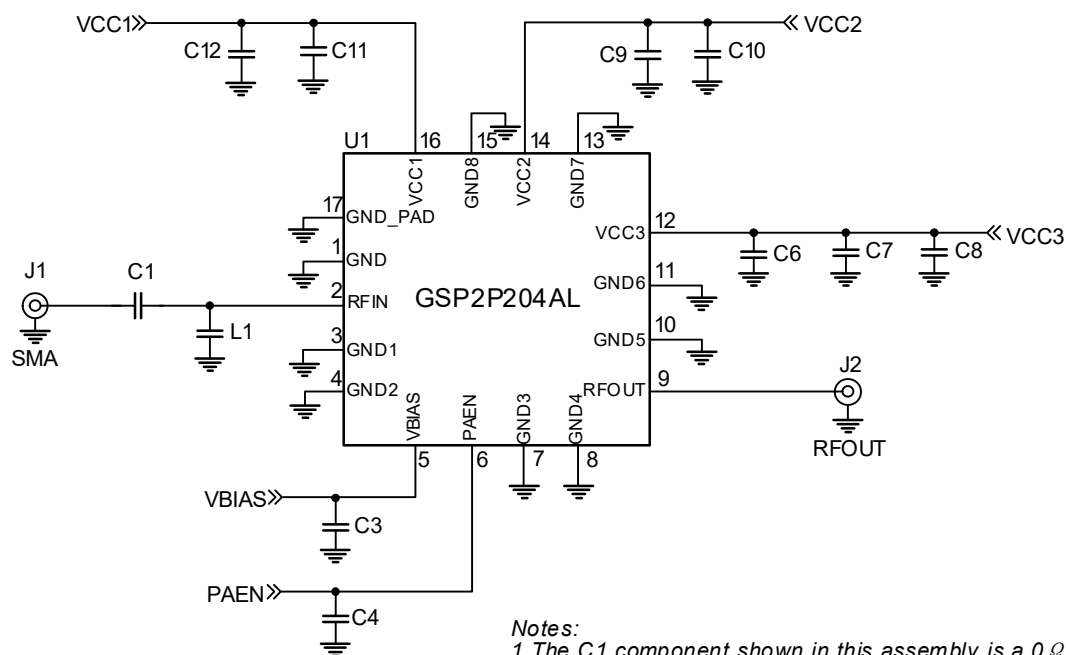 VCC1
C12
C11
C9
C10
VCC2
U1
16
15
14
13
VCC1
GND8
VCC2
GND7
17
GND_PAD
VCC3
12
C6
C7
C8
VCC3
1
GND
J1
C1
2
RFIN
GSP2P204AL
GND6
11
SMA
L1
3
GND1
GND5
10
4
GND2
RFOUT
9
J2
RFOUT
VBIAS
PAEN
GND3
GND4
5
6
7
8
VBIAS
C3
PAEN
C4
Notes:
1 The C1 component shown in this assembly is a 0 Ω